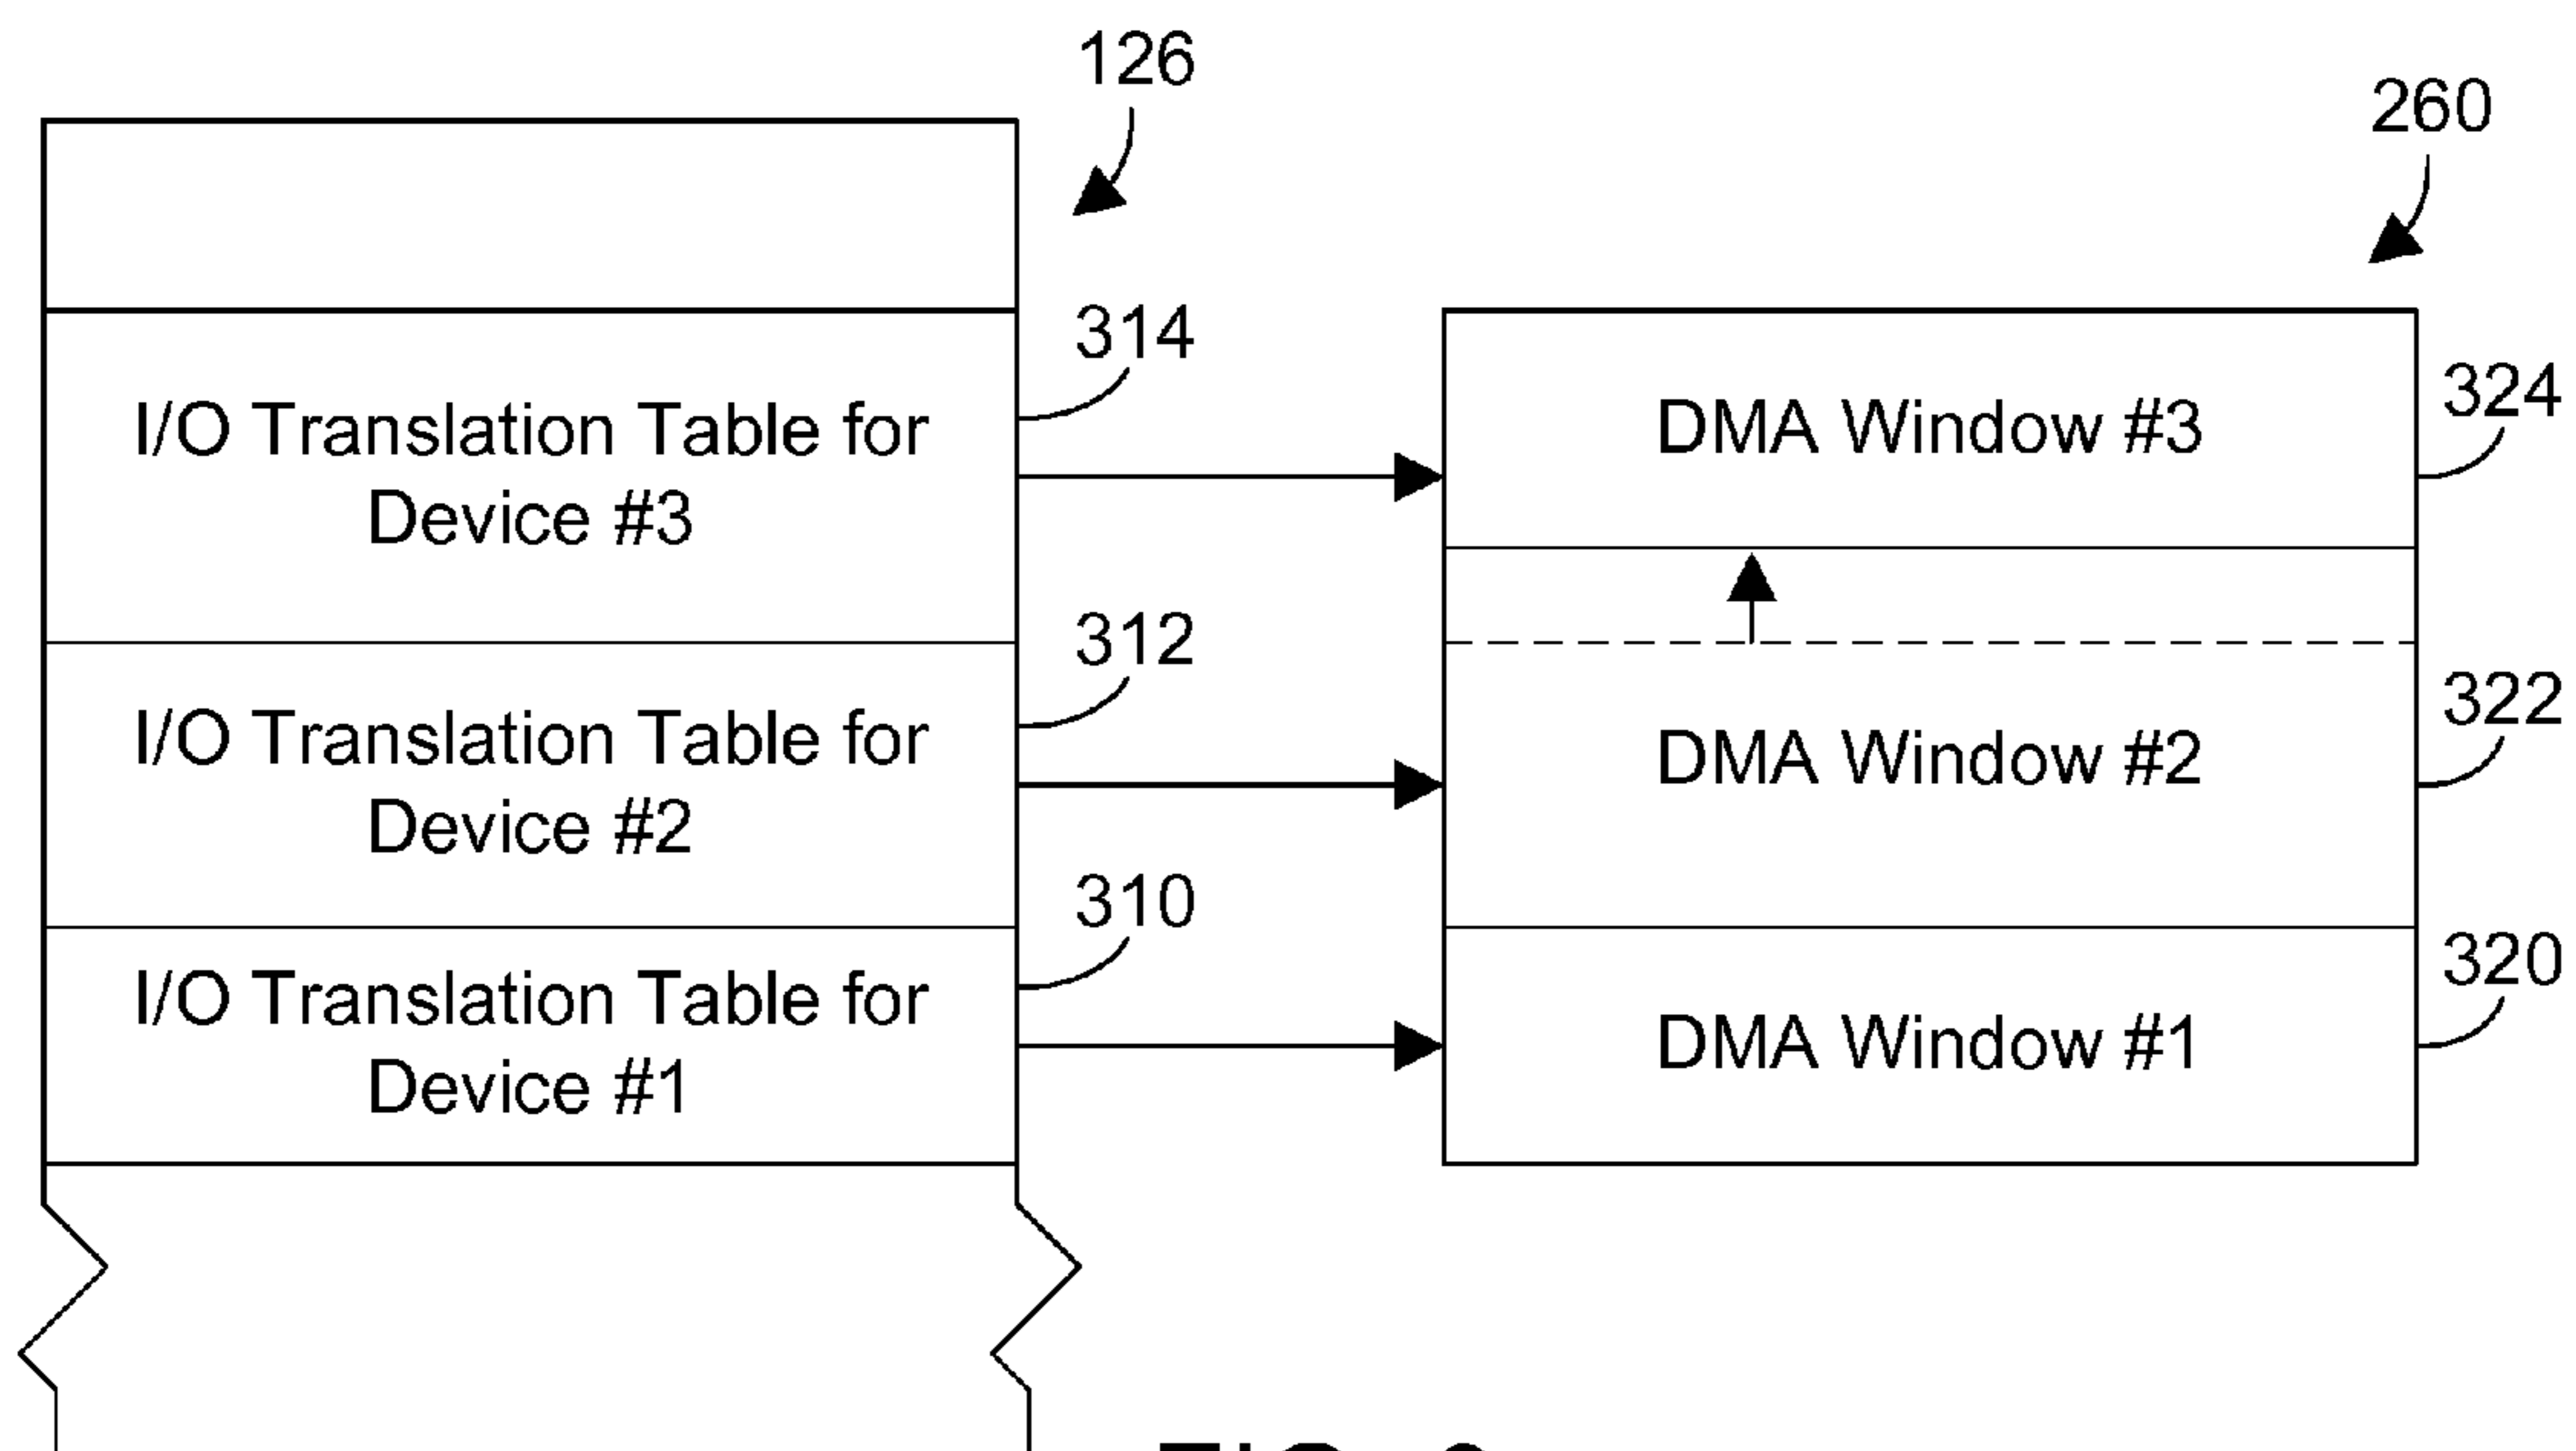 126
260
314
I/O Translation Table for
Device #3
DMA Window #3
324
312
I/O Translation Table for
Device #2
DMA Window #2
322
310
I/O Translation Table for
Device #1
DMA Window #1
320